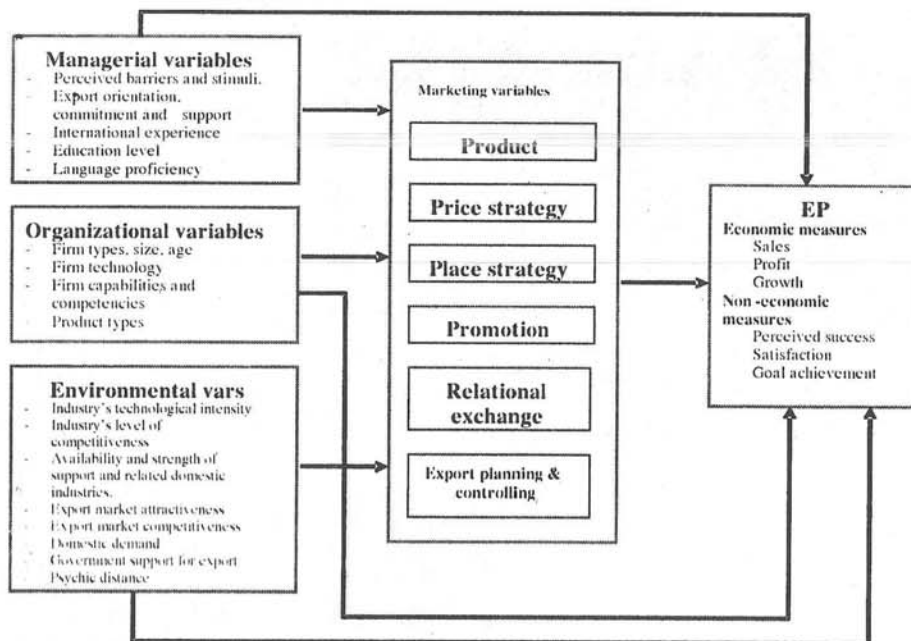 Managerial variables
- Perceived barriers and stimuli.
- Export orientation, commitment and support
- International experience
- Education level
- Language proficiency
Organizational variables
- Firm types, size, age
- Firm technology
- Firm capabilities and competencies
- Product types
Environmental vars
- Industry's technological intensity
- Industry's level of competitiveness
- Availability and strength of support and related domestic industries.
- Export market attractiveness
- Export market competitiveness
- Domestic demand
- Government support for export
- Psychic distance
Marketing variables
Product
Price strategy
Place strategy
Promotion
Relational exchange
Export planning & controlling
EP
Economic measures
Sales
Profit
Growth
Non-economic measures
Perceived success
Satisfaction
Goal achievement